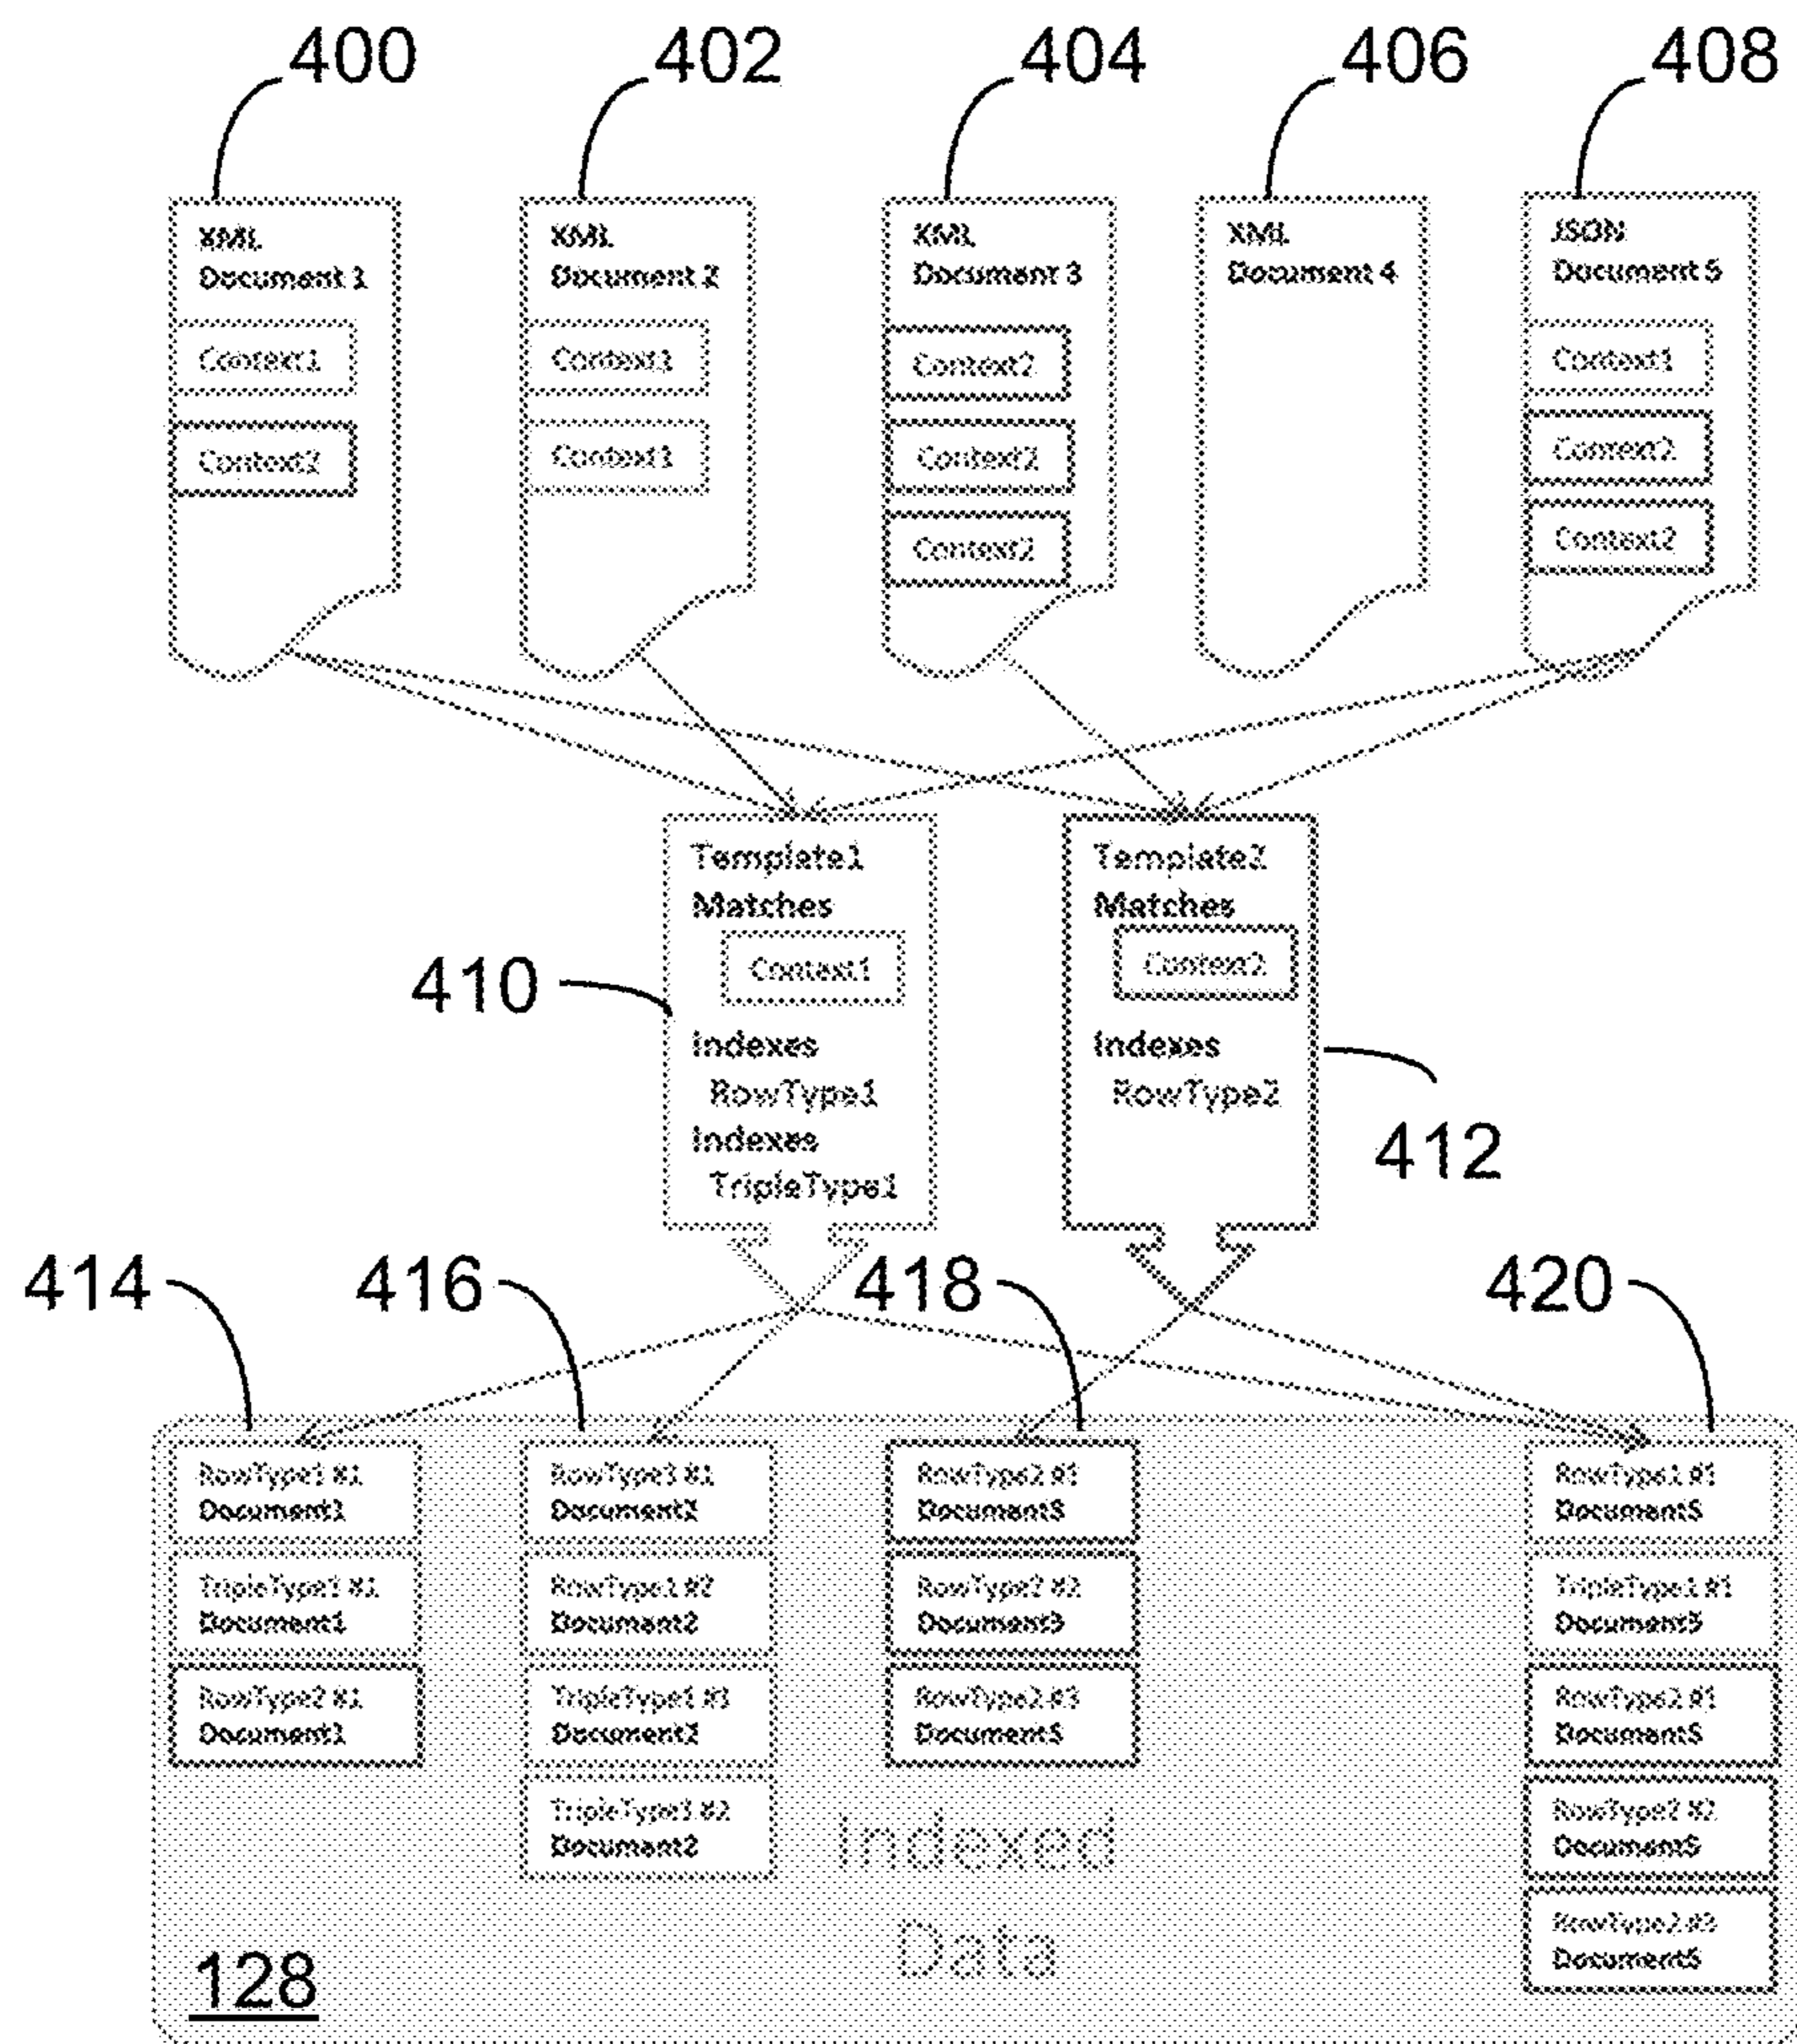 400
402
404
406
408
XML
Document 1
Context1
Context2
XML
Document 2
Context1
Context1
XML
Document 3
Context2
Context2
Context2
XML
Document 4
JSON
Document 5
Context1
Context2
Context2
Template1
Matches
Context1
Indexes
RowType1
Indexes
TripleType1
410
Template2
Matches
Context2
Indexes
RowType2
412
414
416
418
420
RowType1 #1
Document1
TripleType1 #1
Document1
RowType2 #1
Document1
RowType1 #1
Document2
RowType1 #2
Document2
TripleType1 #1
Document2
TripleType1 #2
Document2
RowType2 #1
Document3
RowType2 #2
Document3
RowType2 #3
Document3
RowType1 #1
Document5
TripleType1 #1
Document5
RowType2 #1
Document5
RowType2 #2
Document5
RowType2 #3
Document5
Indexed
Data
128